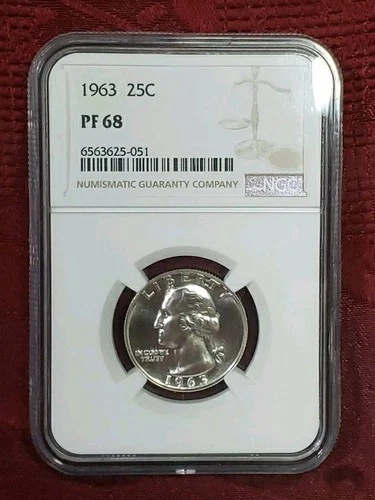 1963 25C
PF 68
6563625-051
NUMISMATIC GUARANTY COMPANY
NGC
LIBERTY
IN GOD WE
TRUST
1963